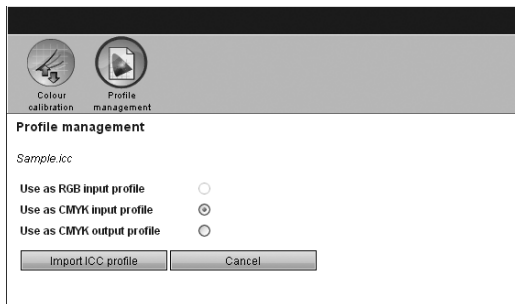 Colour
calibration
Profile
management
Profile management
Sample.icc
Use as RGB input profile
Use as CMYK input profile
Use as CMYK output profile
Import ICC profile
Cancel